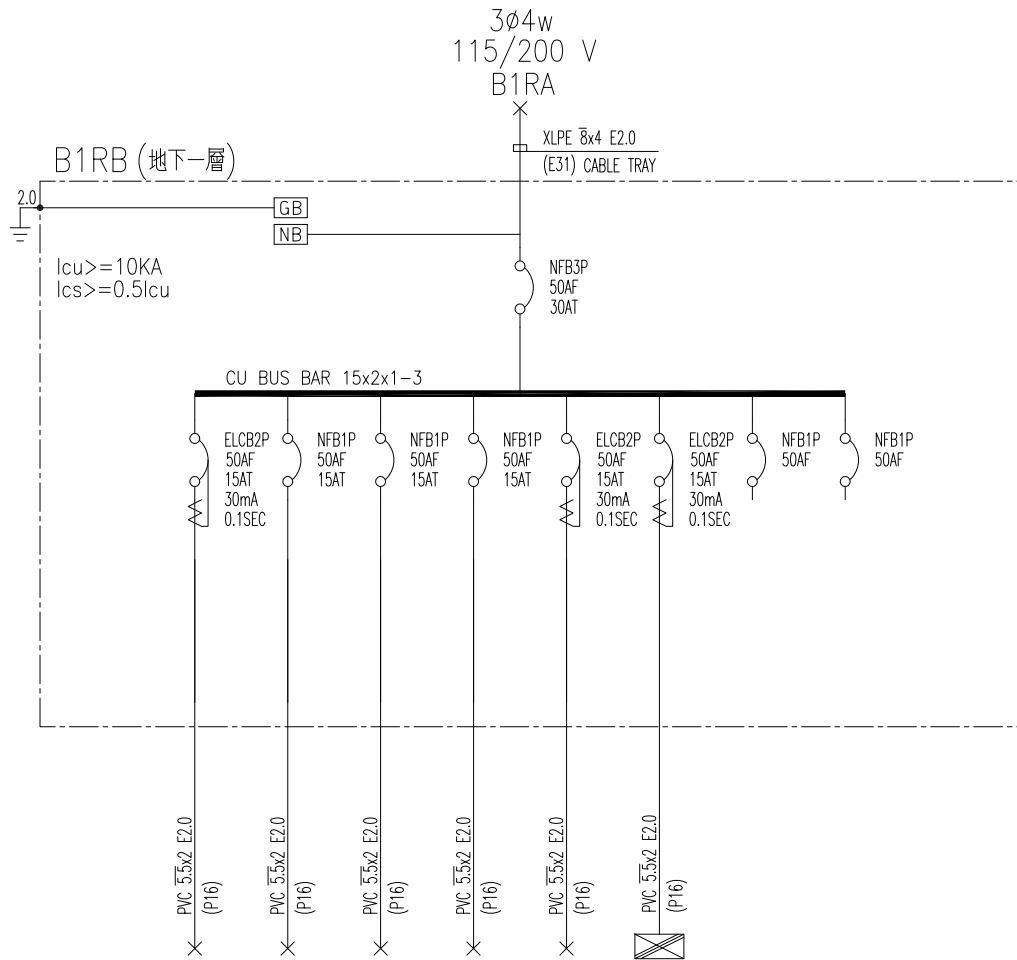 3ø4w
115/200 V
B1RA
XLPE 8x4 E2.0
(E31) CABLE TRAY
B1RB (地下一層)
2.0
GB
NB
Icu>=10KA
Ics>=0.5Icu
NFB3P
50AF
30AT
CU BUS BAR 15x2x1-3
ELCB2P
50AF
15AT
30mA
0.1SEC
NFB1P
50AF
15AT
NFB1P
50AF
15AT
NFB1P
50AF
15AT
ELCB2P
50AF
15AT
30mA
0.1SEC
ELCB2P
50AF
15AT
30mA
0.1SEC
NFB1P
50AF
NFB1P
50AF
PVC 5.5x2 E2.0
(P16)
PVC 5.5x2 E2.0
(P16)
PVC 5.5x2 E2.0
(P16)
PVC 5.5x2 E2.0
(P16)
PVC 5.5x2 E2.0
(P16)
PVC 5.5x2 E2.0
(P16)